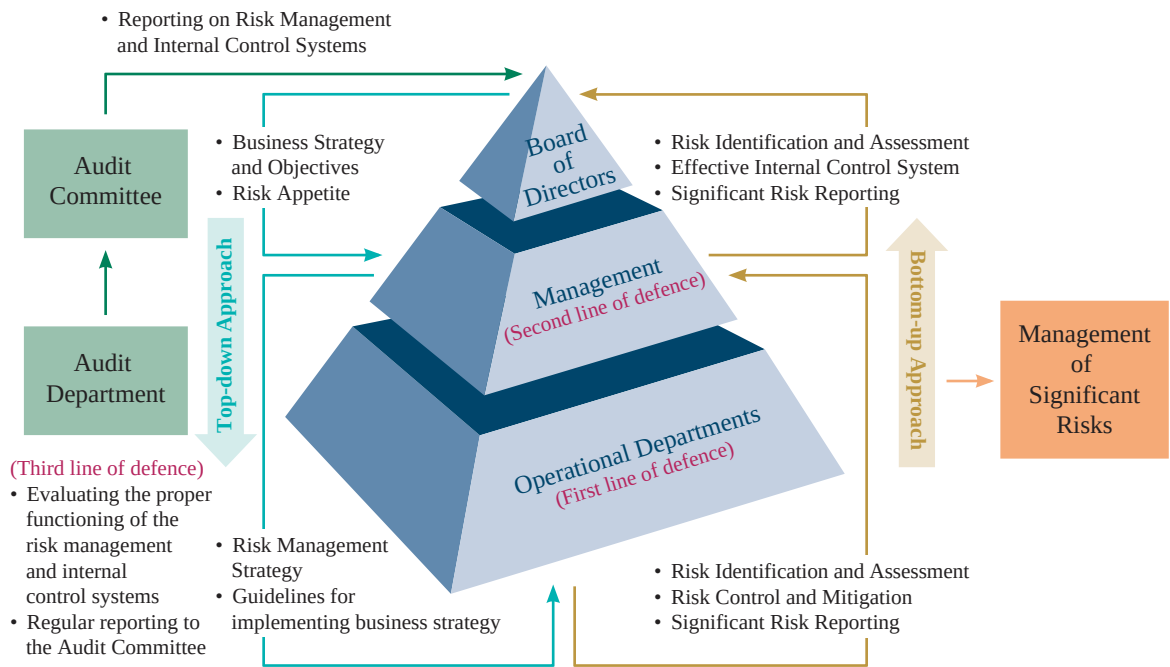 • Reporting on Risk Management
and Internal Control Systems
Audit
Committee
• Business Strategy
and Objectives
• Risk Appetite
Board
of
Directors
• Risk Identification and Assessment
• Effective Internal Control System
• Significant Risk Reporting
Top-down Approach
Management
(Second line of defence)
Bottom-up Approach
Management
of
Significant
Risks
Audit
Department
(Third line of defence)
• Evaluating the proper
functioning of the
risk management
and internal
control systems
• Regular reporting to
the Audit Committee
Operational Departments
(First line of defence)
• Risk Management
Strategy
• Guidelines for
implementing business strategy
• Risk Identification and Assessment
• Risk Control and Mitigation
• Significant Risk Reporting